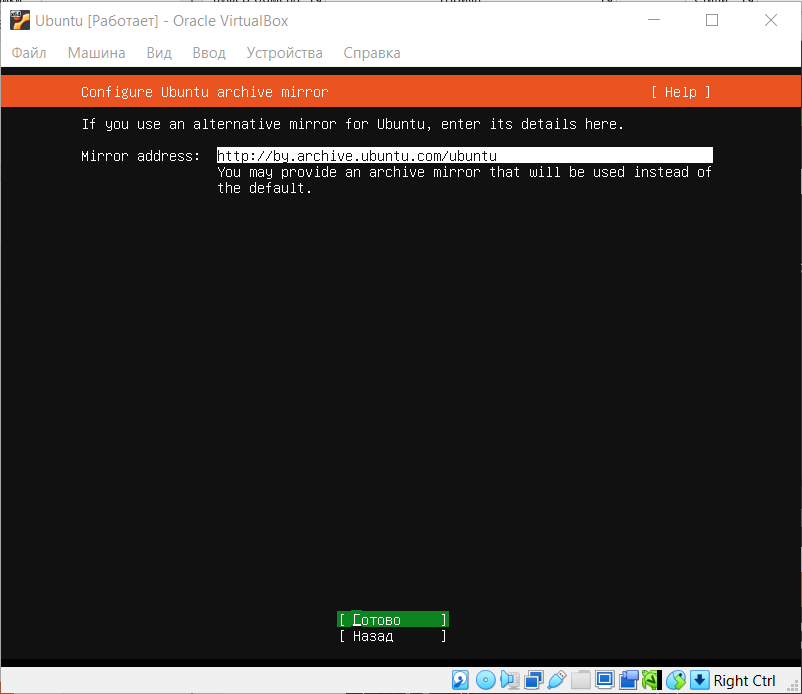 Ubuntu [Работает] - Oracle VirtualBox
Файл Машина Вид Ввод Устройства Справка
Configure Ubuntu archive mirror [ Help ]
If you use an alternative mirror for Ubuntu, enter its details here.
Mirror address: http://by.archive.ubuntu.com/ubuntu
You may provide an archive mirror that will be used instead of
the default.
[ Готово ]
[ Назад ]
Right Ctrl